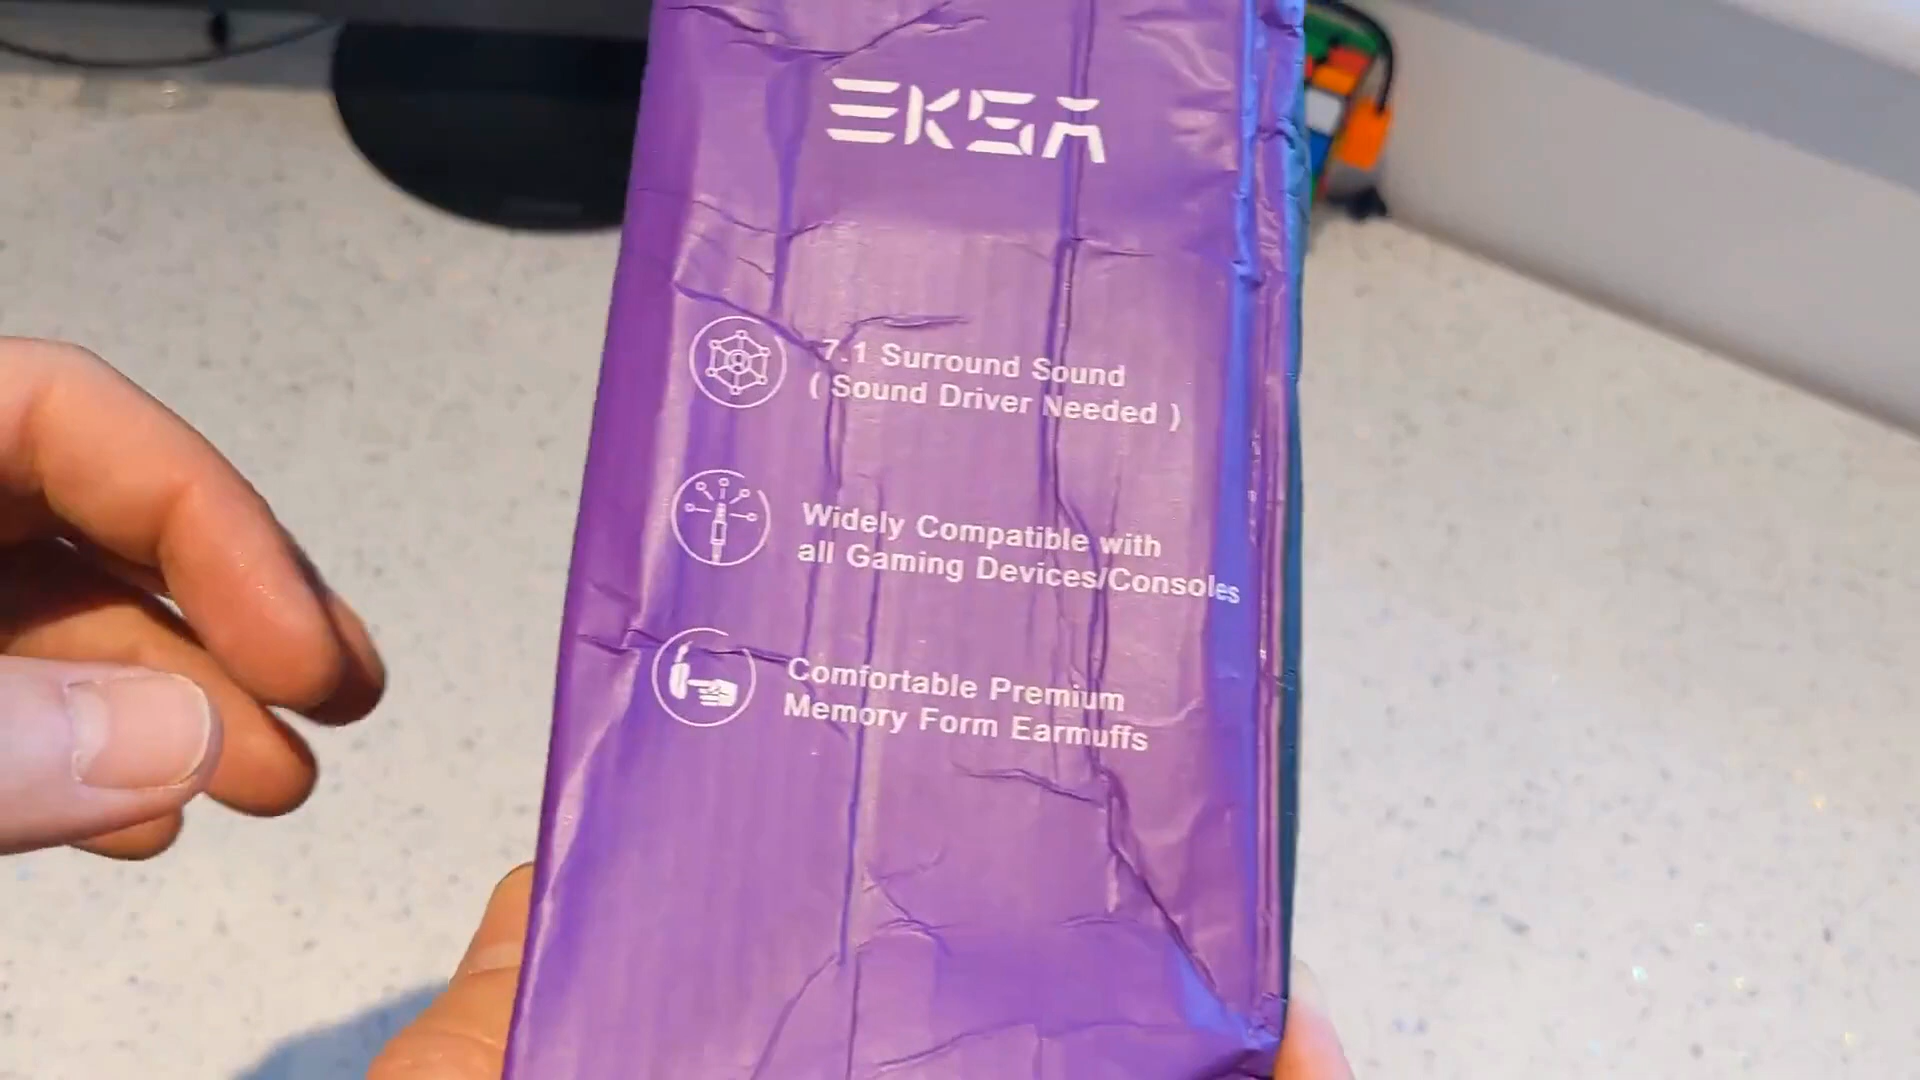 EKSA
7.1 Surround Sound
( Sound Driver Needed )
Widely Compatible with
all Gaming Devices/Consoles
Comfortable Premium
Memory Form Earmuffs